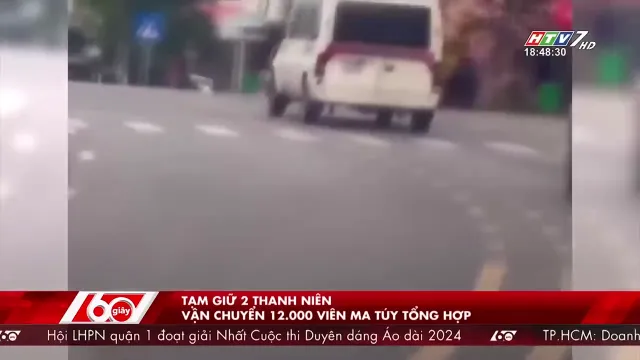 HTV7 HD
18:48:30
60 giây
TẠM GIỮ 2 THANH NIÊN
VẬN CHUYỂN 12.000 VIÊN MA TÚY TỔNG HỢP
Hội LHPN quận 1 đoạt giải Nhất Cuộc thi Duyên dáng Áo dài 2024 60 TP.HCM: Doanh